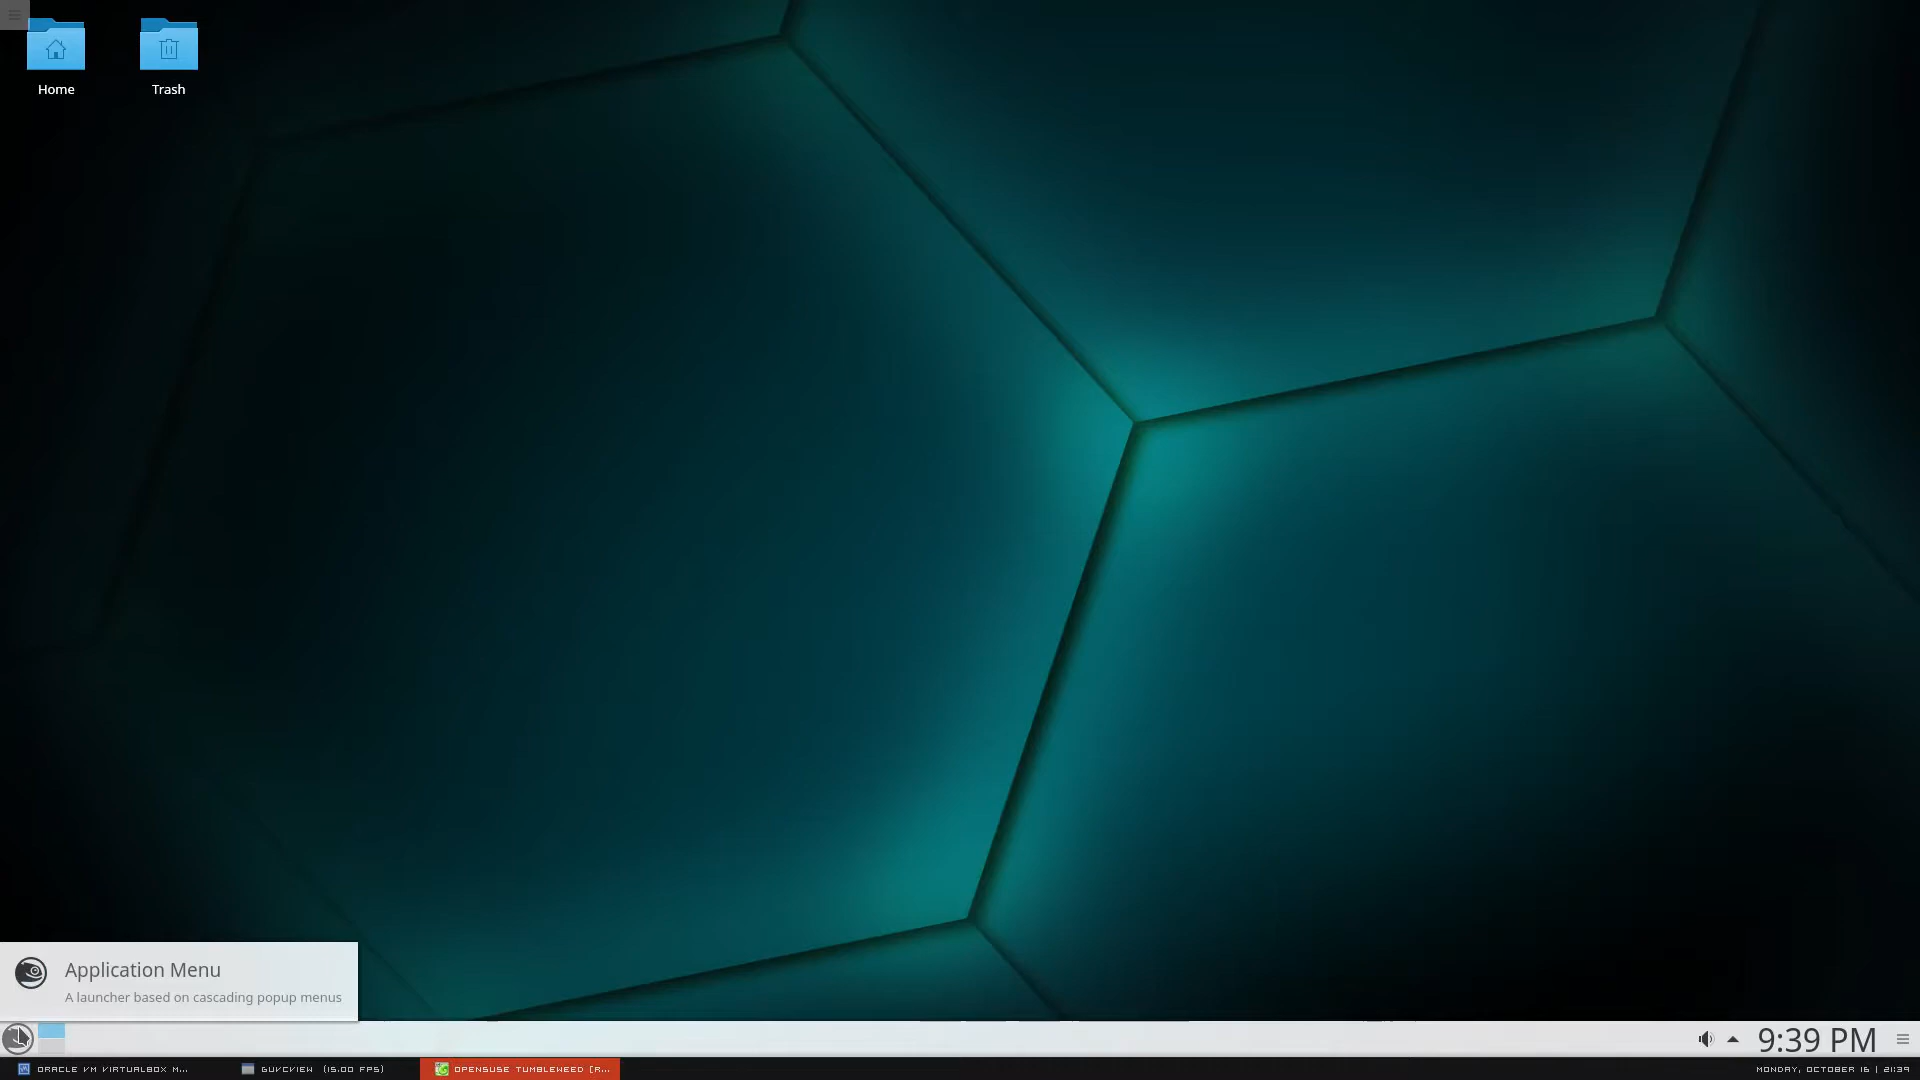 Home
Trash
Application Menu
A launcher based on cascading popup menus
9:39 PM
ORACLE VM VIRTUALBOX M...
GUVCVIEW (15.00 FPS)
OPENSUSE TUMBLEWEED [R...
MONDAY, OCTOBER 16 | 21:39